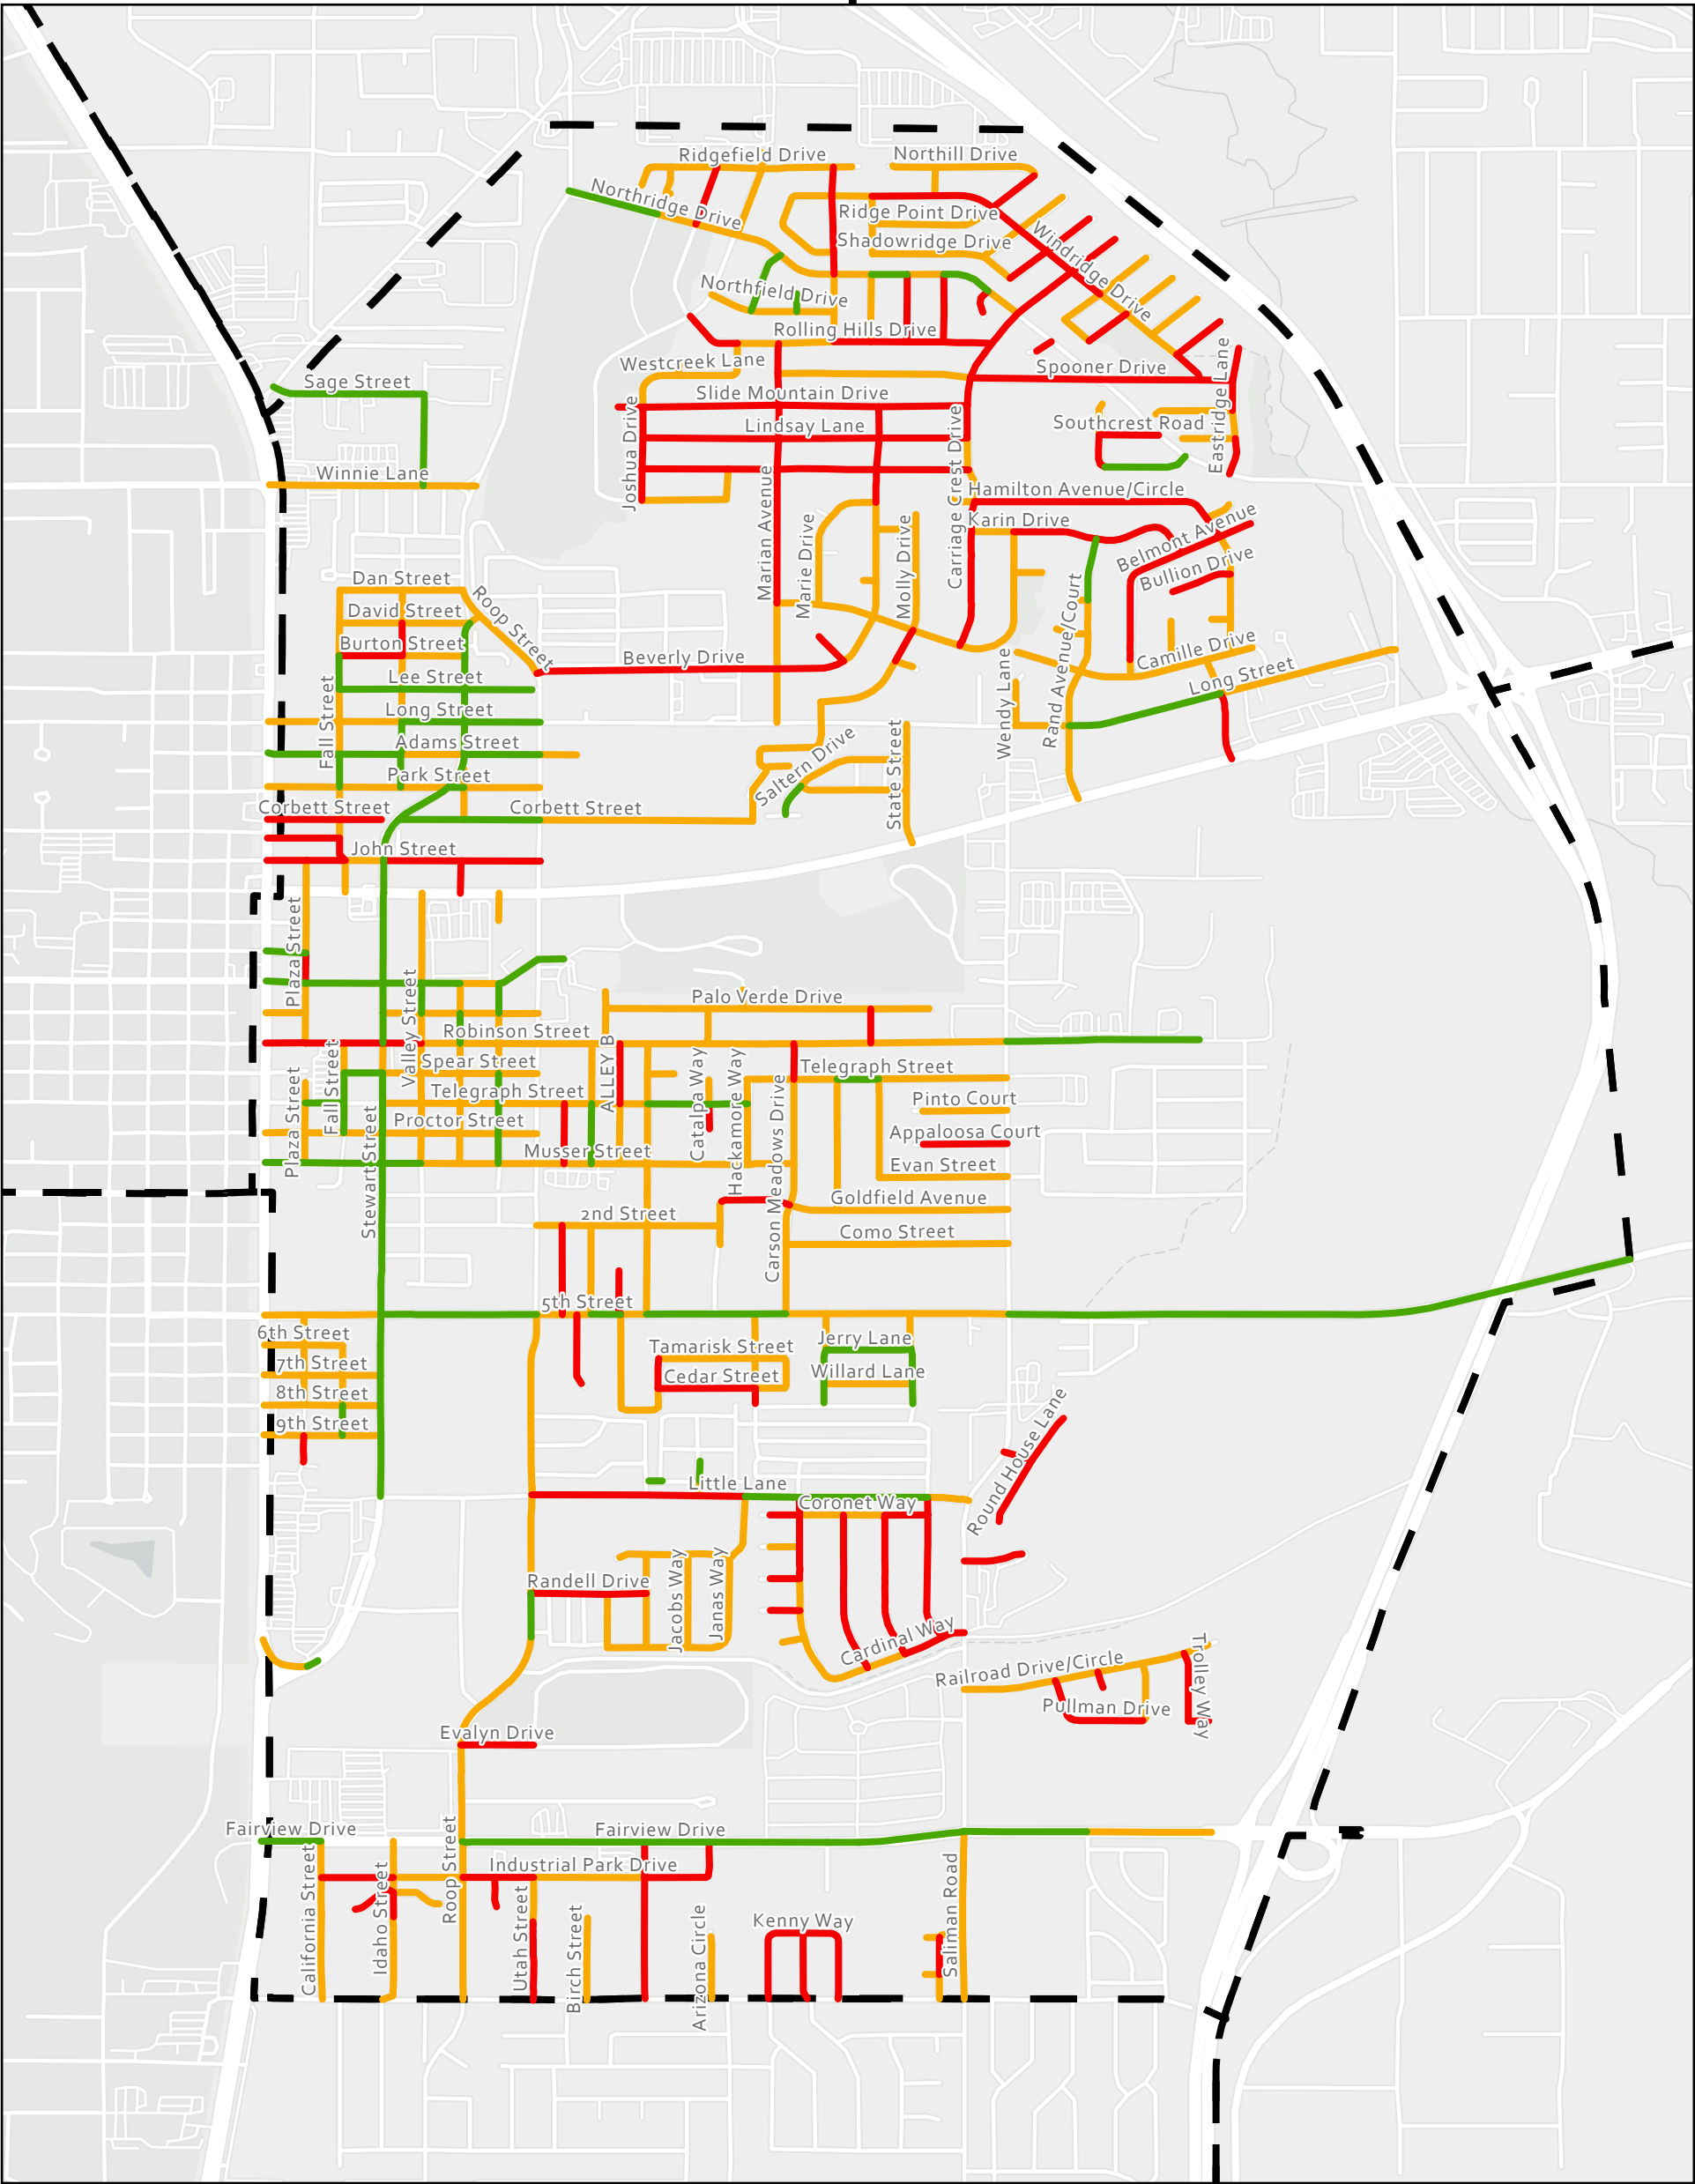 Ridgefield Drive
Northill Drive
Northridge Drive
Ridge Point Drive
Shadowridge Drive
Windridge Drive
Northfield Drive
Rolling Hills Drive
Westcreek Lane
Spooner Drive
Sage Street
Slide Mountain Drive
Eastridge Lane
Southcrest Road
Lindsay Lane
Joshua Drive
Carriage Crest Drive
Winnie Lane
Hamilton Avenue/Circle
Marian Avenue
Karin Drive
Belmont Avenue
Marie Drive
Molly Drive
Bullion Drive
Dan Street
Roop Street
David Street
Rand Avenue/Court
Burton Street
Camille Drive
Beverly Drive
Lee Street
Long Street
Wendy Lane
Fall Street
Long Street
State Street
Adams Street
Saltern Drive
Park Street
Corbett Street
Corbett Street
John Street
Plaza Street
Palo Verde Drive
Valley Street
Robinson Street
ALLEY B
Spear Street
Fall Street
Telegraph Street
Catalpa Way
Hackamore Way
Telegraph Street
Plaza Street
Carson Meadows Drive
Pinto Court
Proctor Street
Appaloosa Court
Stewart Street
Musser Street
Evan Street
Goldfield Avenue
2nd Street
Como Street
5th Street
6th Street
Jerry Lane
Tamarisk Street
7th Street
Willard Lane
Cedar Street
8th Street
9th Street
Round House Lane
Little Lane
Coronet Way
Randell Drive
Jacobs Way
Janas Way
Cardinal Way
Railroad Drive/Circle
Trolley Way
Pullman Drive
Evalyn Drive
Fairview Drive
Fairview Drive
Roop Street
Industrial Park Drive
California Street
Idaho Street
Utah Street
Birch Street
Arizona Circle
Kenny Way
Saliman Road